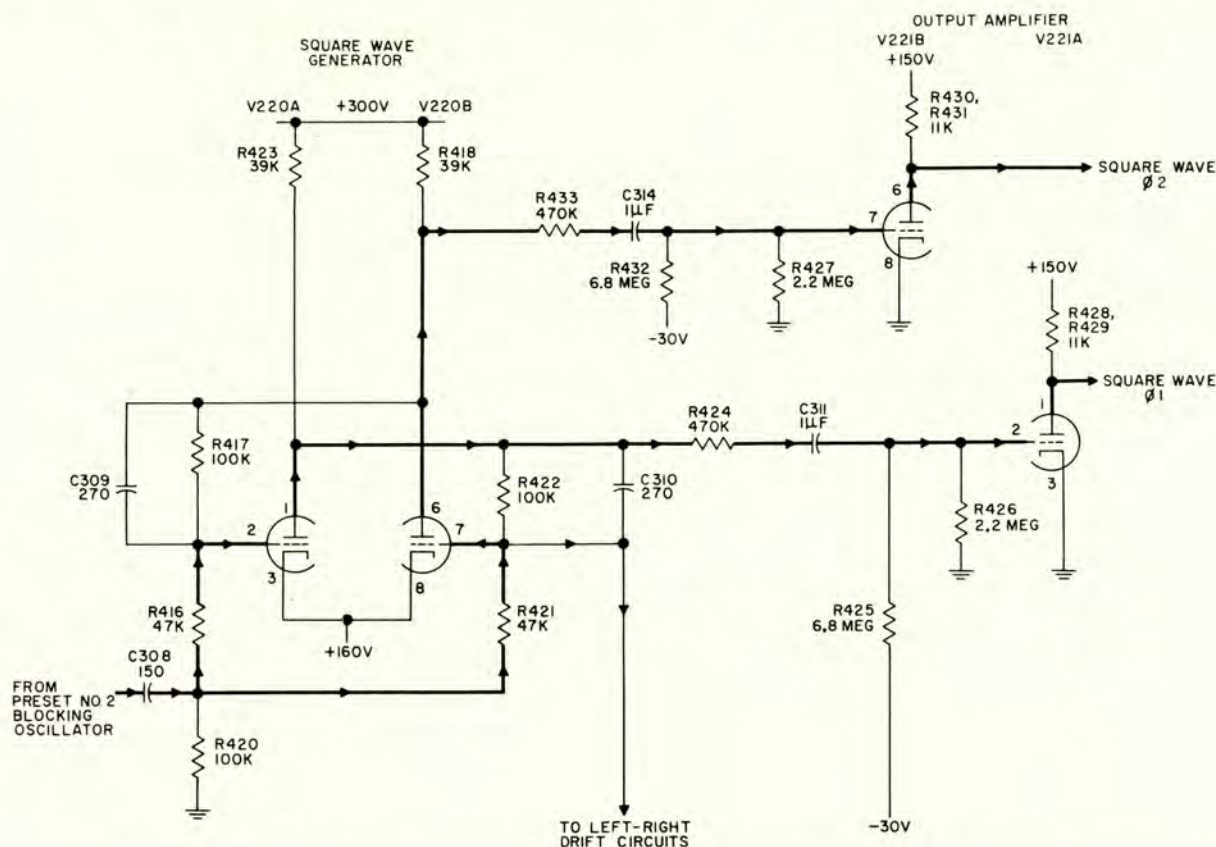 OUTPUT AMPLIFIER
V221B V221A
+150V
SQUARE WAVE
GENERATOR
V220A +300V V220B
R430,
R431
11K
R423
39K
R418
39K
SQUARE WAVE
Ø2
R433
470K
C314
1µF
6
7
8
R432
6.8 MEG
R427
2.2 MEG
-30V
+150V
R428,
R429
11K
SQUARE WAVE
Ø1
R417
100K
C309
270
R422
100K
C310
270
R424
470K
C311
1µF
1
2
3
R426
2.2 MEG
1
2
3
6
7
8
R416
47K
R421
47K
R425
6.8 MEG
+160V
C308
150
FROM
PRESET NO.2
BLOCKING
OSCILLATOR
R420
100K
TO LEFT-RIGHT
DRIFT CIRCUITS
-30V